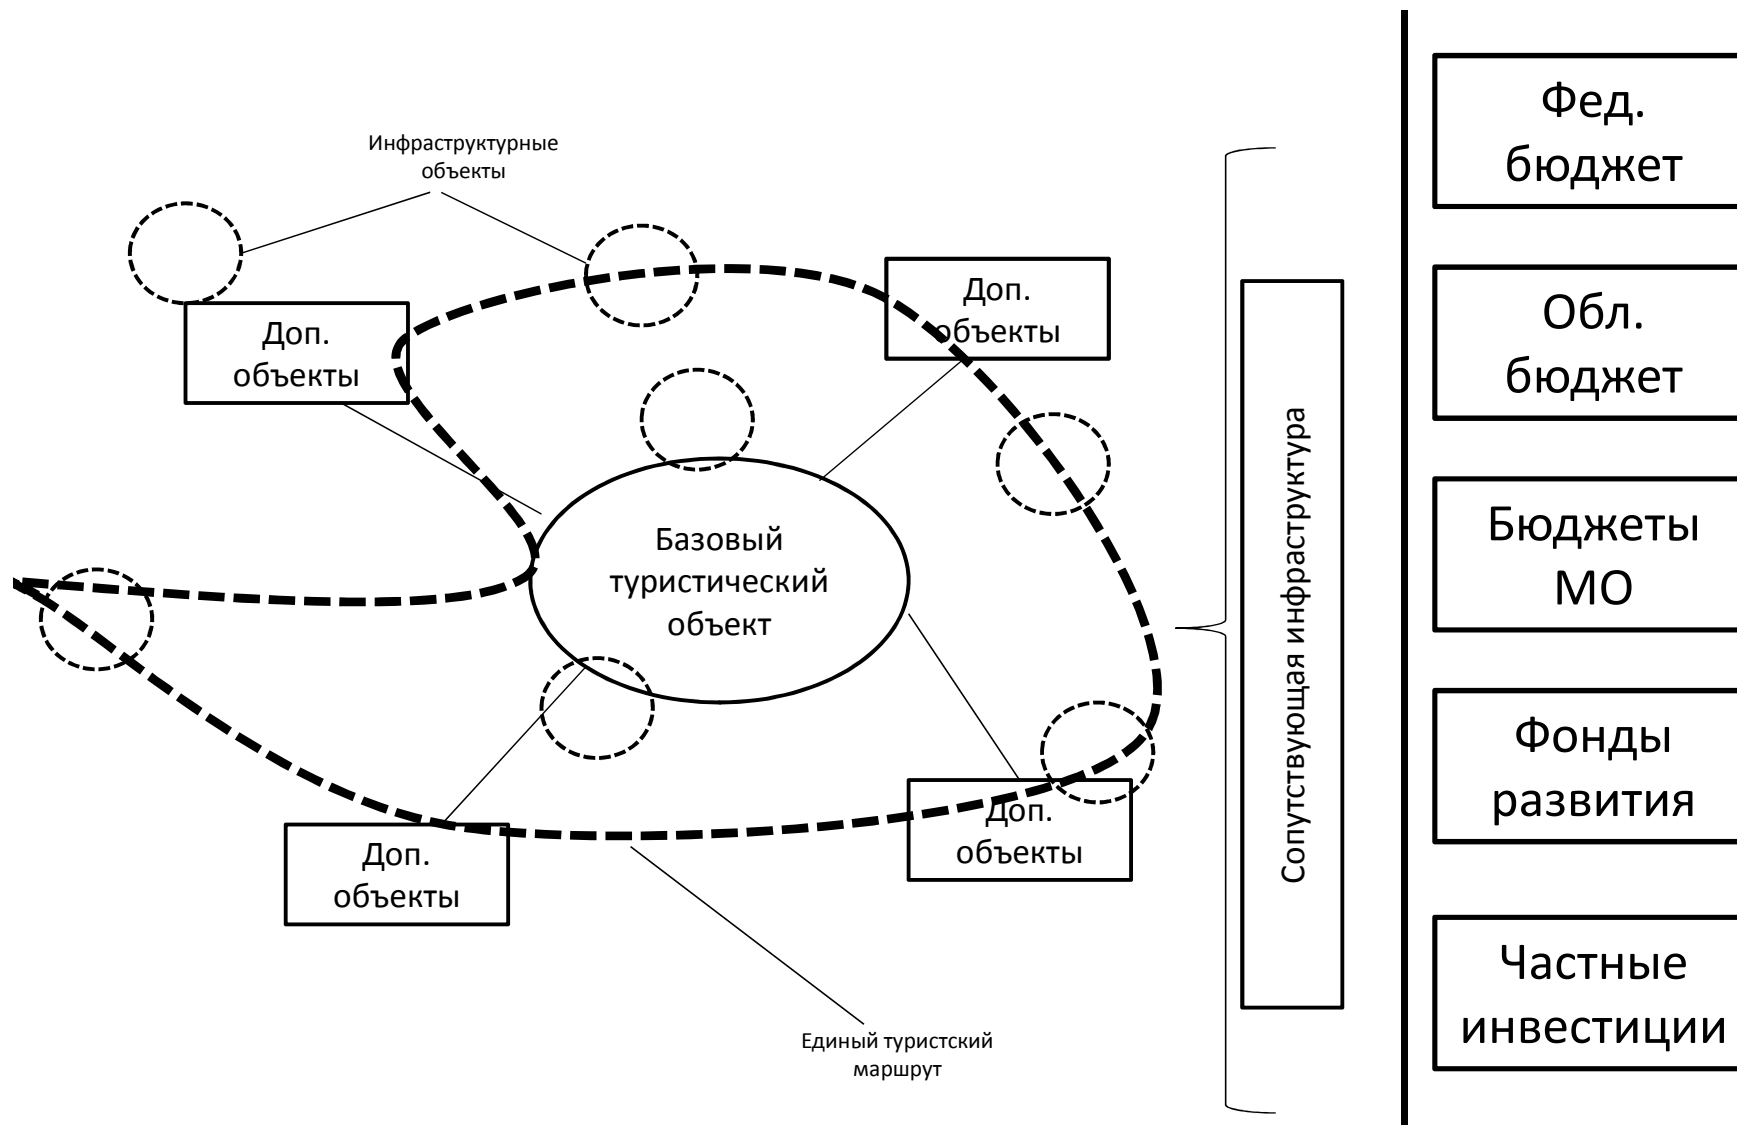 Инфраструктурные
объекты
Доп.
объекты
Доп.
объекты
Базовый
туристический
объект
Доп.
объекты
Доп.
объекты
Единый туристский
маршрут
Сопутствующая инфраструктура
Фед.
бюджет
Обл.
бюджет
Бюджеты
МО
Фонды
развития
Частные
инвестиции